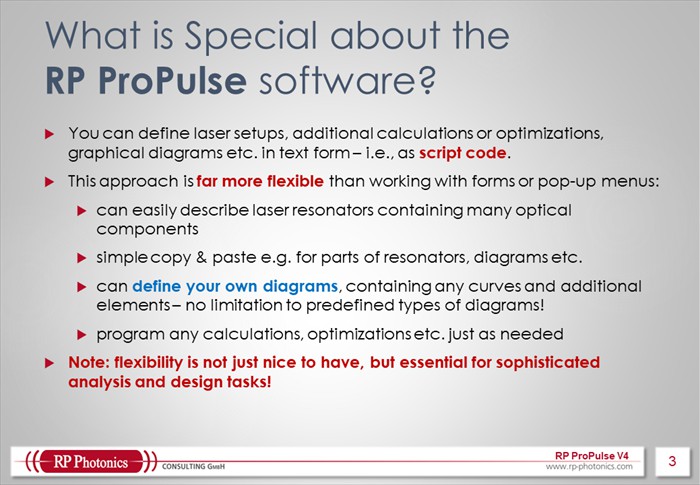 What is Special about the
RP ProPulse software?
You can define laser setups, additional calculations or optimizations,
graphical diagrams etc. in text form – i.e., as script code.
This approach is far more flexible than working with forms or pop-up menus:
can easily describe laser resonators containing many optical
components
simple copy & paste e.g. for parts of resonators, diagrams etc.
can define your own diagrams, containing any curves and additional
elements – no limitation to predefined types of diagrams!
program any calculations, optimizations etc. just as needed
Note: flexibility is not just nice to have, but essential for sophisticated
analysis and design tasks!
RP Photonics CONSULTING GmbH
RP ProPulse V4
www.rp-photonics.com
3